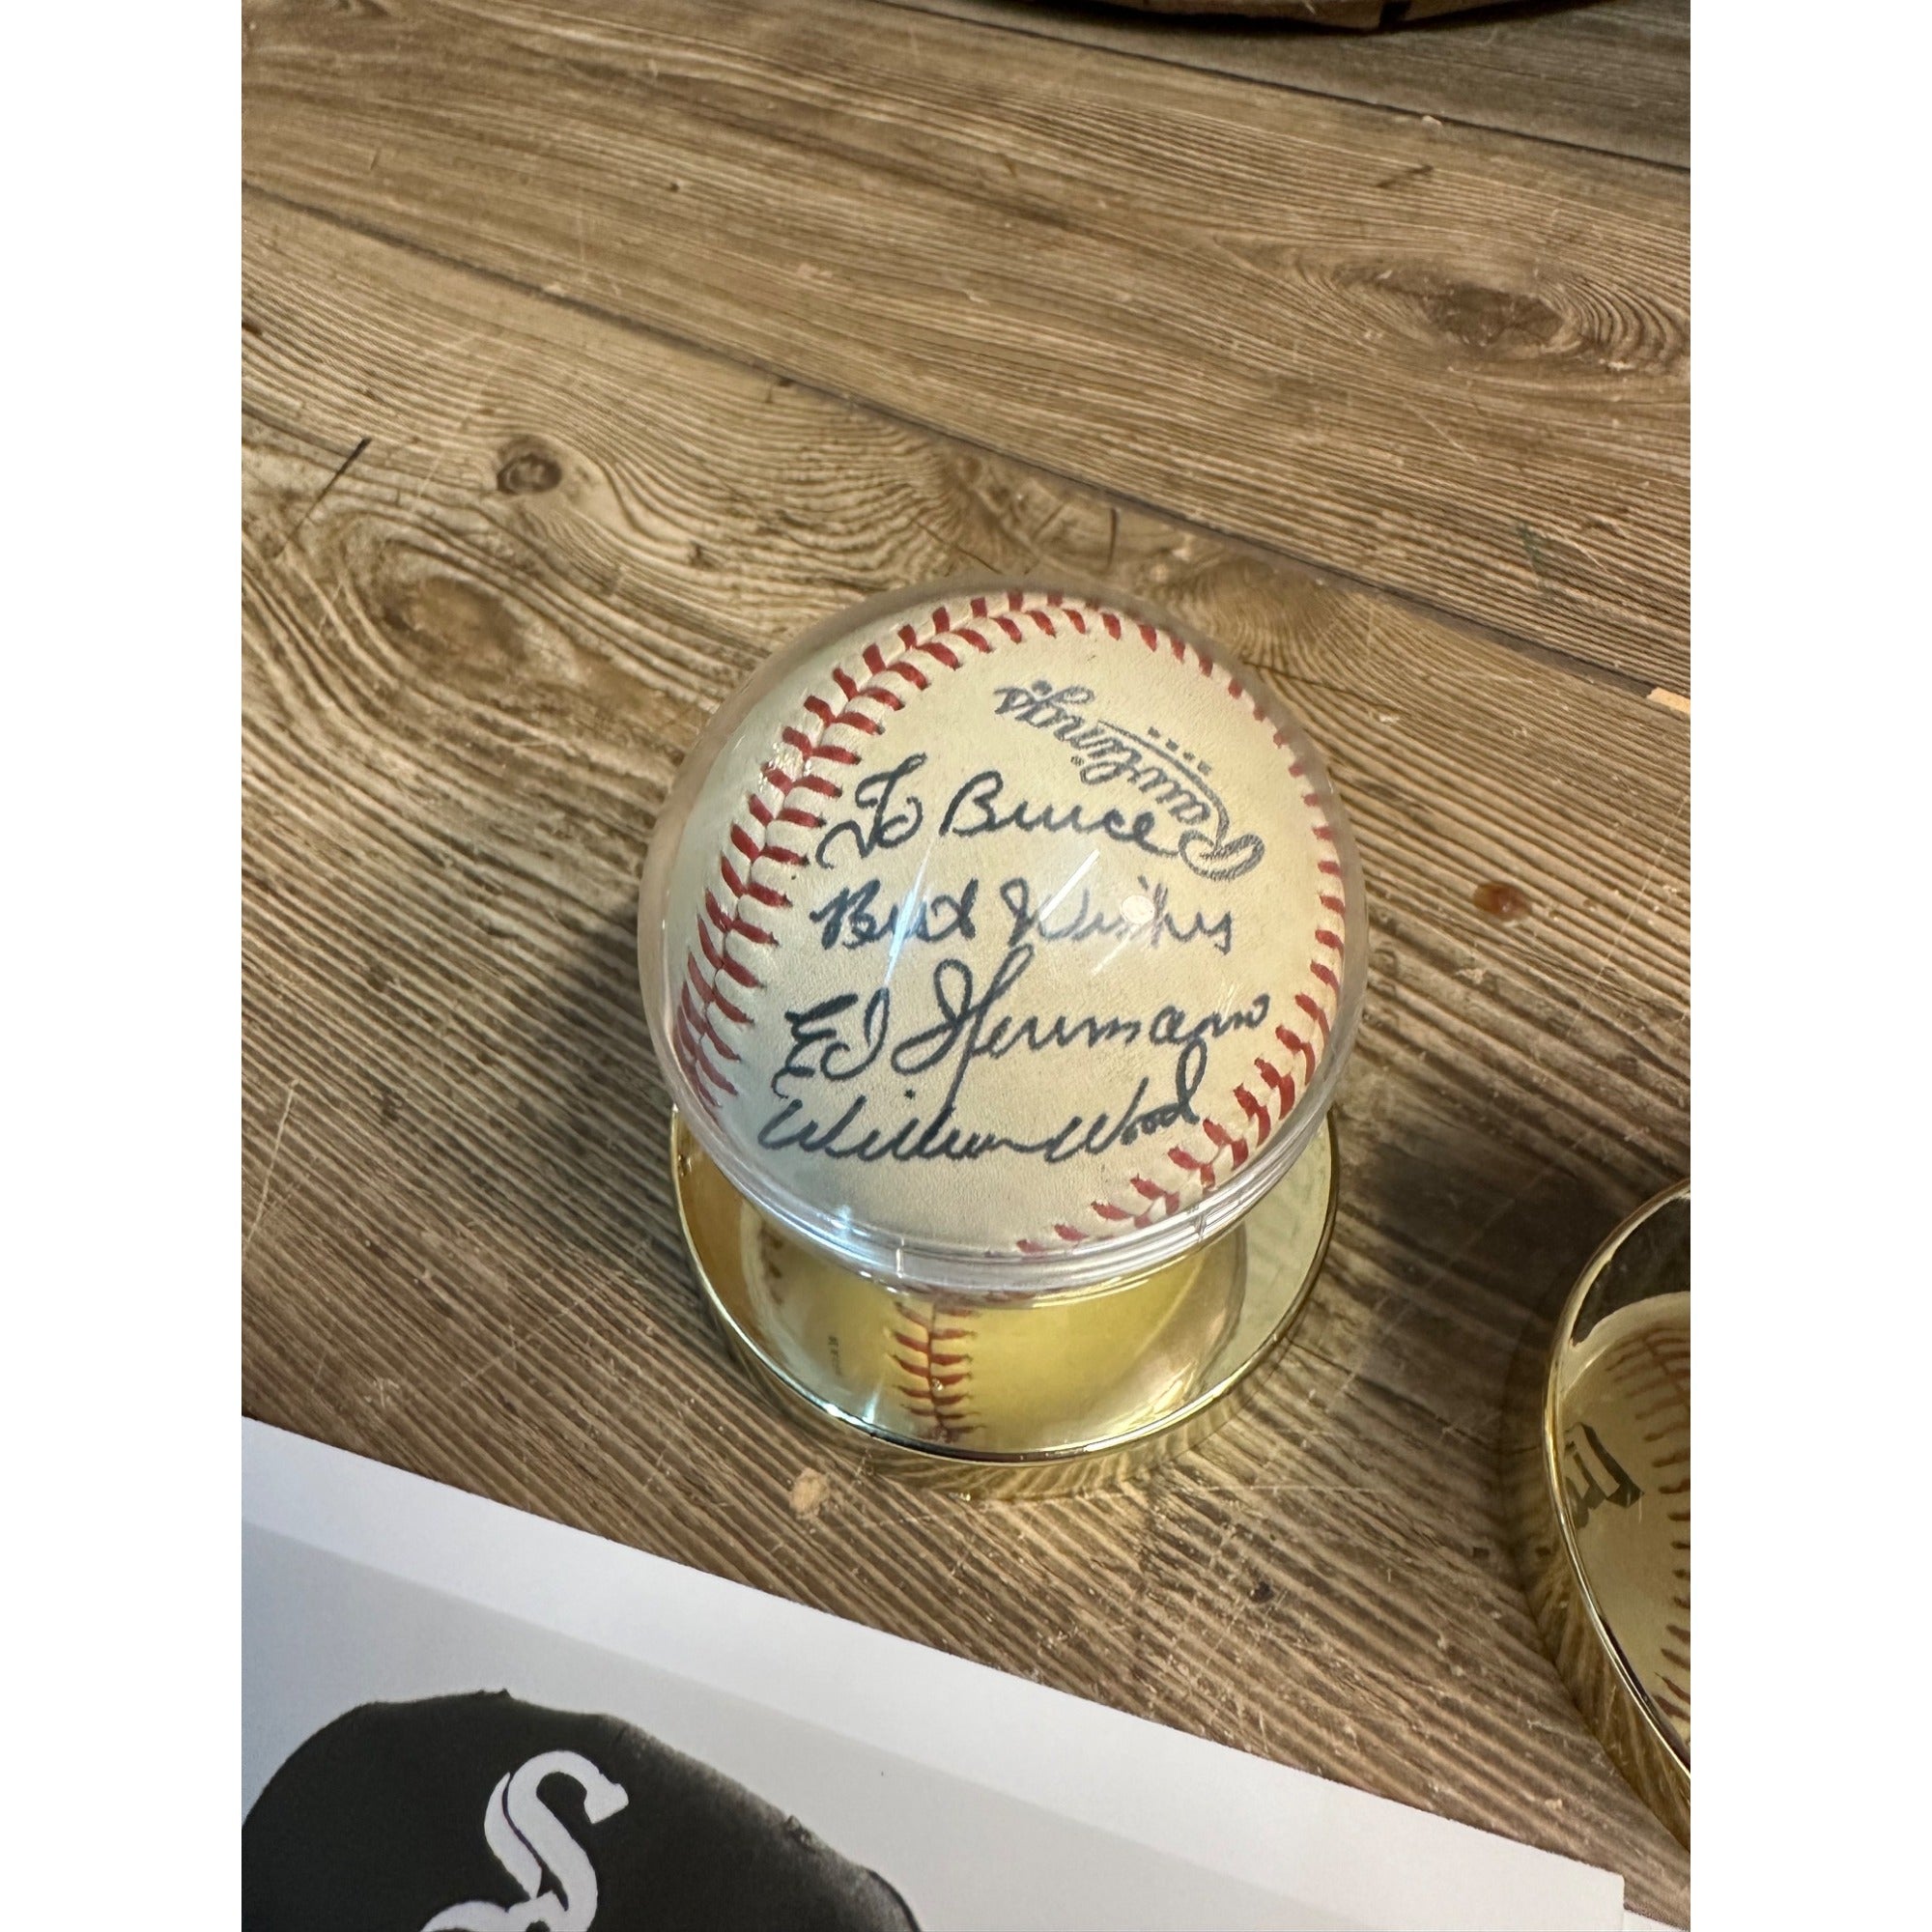 Rawlings
To Bruce
Best Wishes
Ed Herrmann
William Wood
S